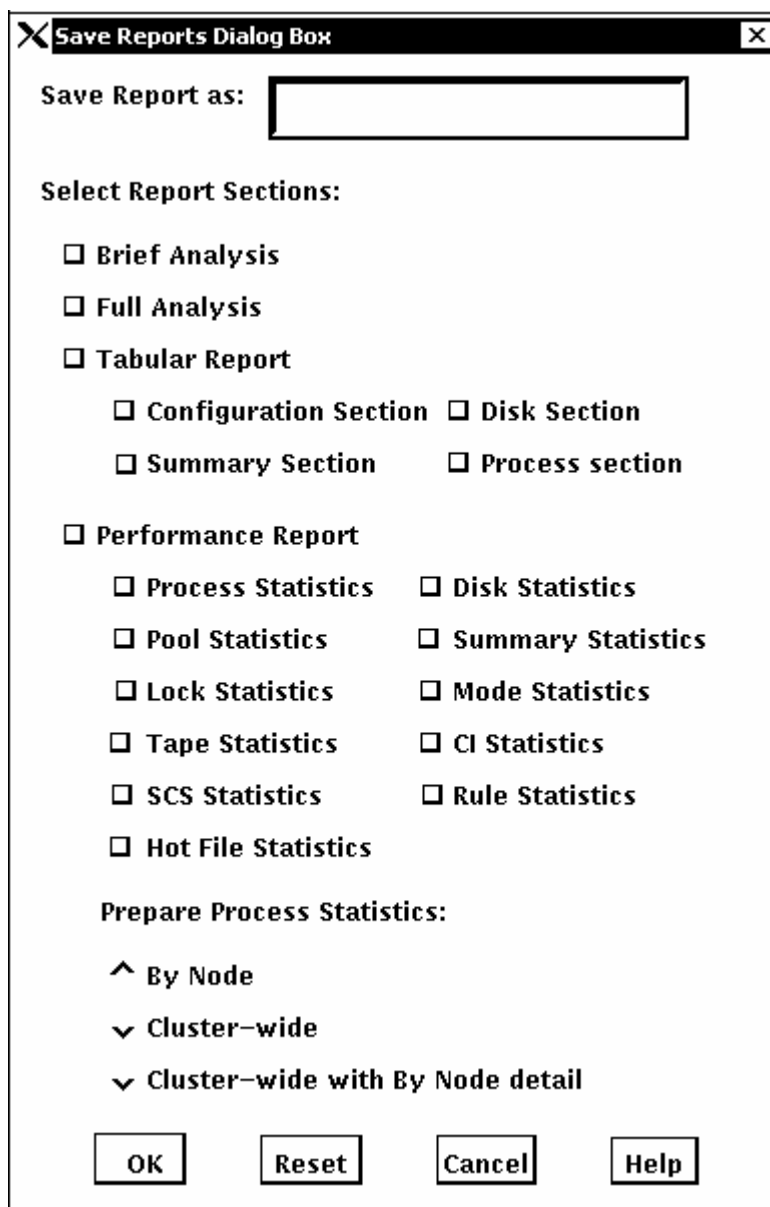 Save Reports Dialog Box
Save Report as:
Select Report Sections:
Brief Analysis
Full Analysis
Tabular Report
Configuration Section Disk Section
Summary Section Process section
Performance Report
Process Statistics Disk Statistics
Pool Statistics Summary Statistics
Lock Statistics Mode Statistics
Tape Statistics CI Statistics
SCS Statistics Rule Statistics
Hot File Statistics
Prepare Process Statistics:
By Node
Cluster-wide
Cluster-wide with By Node detail
OK Reset Cancel Help